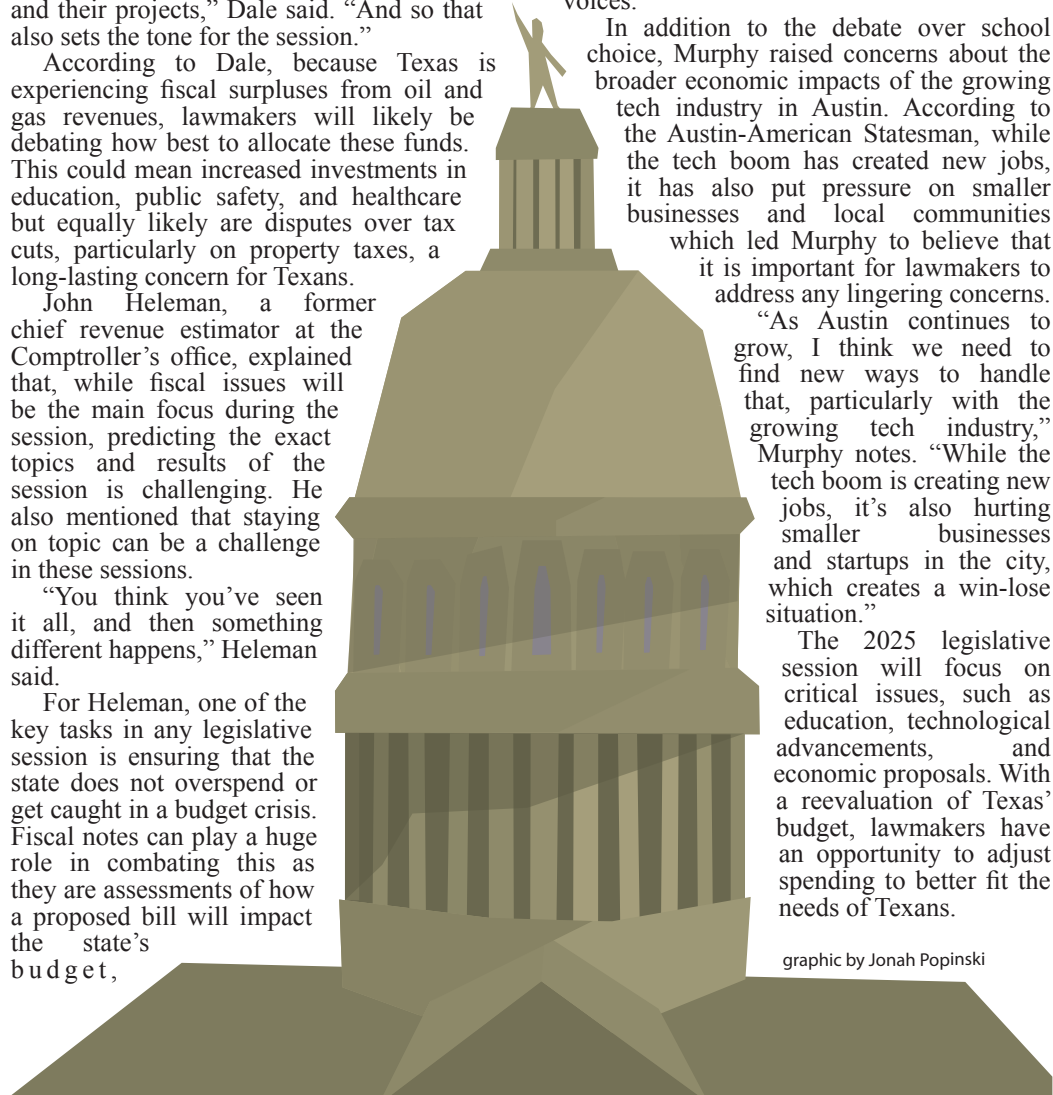 and their projects,” Dale said. “And so that
also sets the tone for the session.”
According to Dale, because Texas is
experiencing fiscal surpluses from oil and
gas revenues, lawmakers will likely be
debating how best to allocate these funds.
This could mean increased investments in
education, public safety, and healthcare
but equally likely are disputes over tax
cuts, particularly on property taxes, a
long-lasting concern for Texans.
John Heleman, a former
chief revenue estimator at the
Comptroller’s office, explained
that, while fiscal issues will
be the main focus during the
session, predicting the exact
topics and results of the
session is challenging. He
also mentioned that staying
on topic can be a challenge
in these sessions.
“You think you’ve seen
it all, and then something
different happens,” Heleman
said.
For Heleman, one of the
key tasks in any legislative
session is ensuring that the
state does not overspend or
get caught in a budget crisis.
Fiscal notes can play a huge
role in combating this as
they are assessments of how
a proposed bill will impact
the state’s
budget,
voices.
In addition to the debate over school
choice, Murphy raised concerns about the
broader economic impacts of the growing
tech industry in Austin. According to
the Austin-American Statesman, while
the tech boom has created new jobs,
it has also put pressure on smaller
businesses and local communities
which led Murphy to believe that
it is important for lawmakers to
address any lingering concerns.
“As Austin continues to
grow, I think we need to
find new ways to handle
that, particularly with the
growing tech industry,”
Murphy notes. “While the
tech boom is creating new
jobs, it’s also hurting
smaller businesses
and startups in the city,
which creates a win-lose
situation.”
The 2025 legislative
session will focus on
critical issues, such as
education, technological
advancements, and
economic proposals. With
a reevaluation of Texas’
budget, lawmakers have
an opportunity to adjust
spending to better fit the
needs of Texans.
graphic by Jonah Popinski